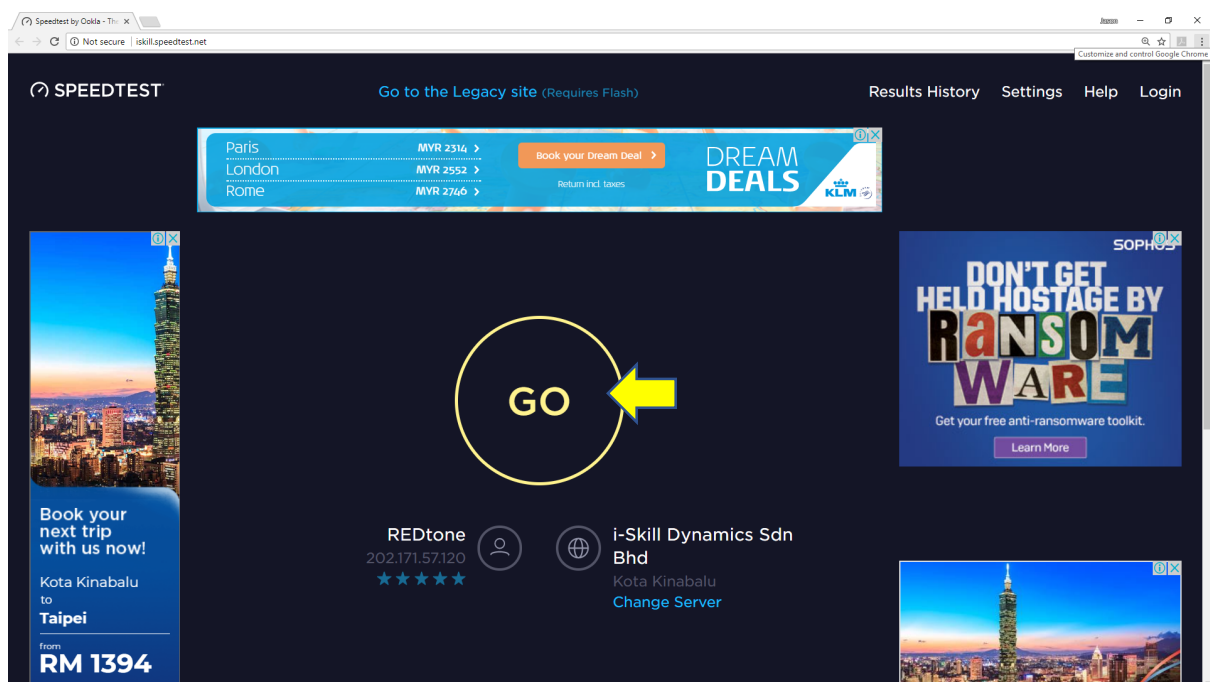 Speedtest by Ookla - The
Not secure | iskill.speedtest.net
Customize and control Google Chrome
SPEEDTEST
Go to the Legacy site (Requires Flash)
Results History Settings Help Login
Paris MYR 2314 >
London MYR 2552 >
Rome MYR 2746 >
Book your Dream Deal >
Return incl. taxes
DREAM
DEALS
KLM
SOPHOS
DON'T GET
HELD HOSTAGE BY
RANSOM
WARE
Get your free anti-ransomware toolkit.
Learn More
GO
Book your
next trip
with us now!
Kota Kinabalu
to
Taipei
from
RM 1394
REDtone
202.171.57.120
i-Skill Dynamics Sdn
Bhd
Kota Kinabalu
Change Server